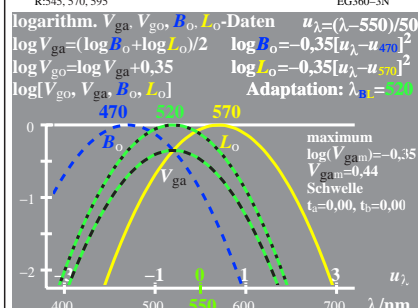 R:545, 570, 595 EG360-3N
logarithm. Vga, Vgo, Bo, Lo-Daten uλ=(λ−550)/50
log Vga=(log Bo+log Lo)/2 log Bo=−0,35[uλ−u470]²
log Vgo=log Vga+0,35 log Lo=−0,35[uλ−u570]²
log[Vgo, Vga, Bo, Lo] Adaptation: λBL=520
470 520 570
0
Bo Lo
maximum
log(Vgam)=−0,35
Vgam=0,44
Schwelle
ta=0,00, tb=0,00
Vga
−1
−2
−3 −1 0 1 3 uλ
400 500 550 600 700 λ/nm